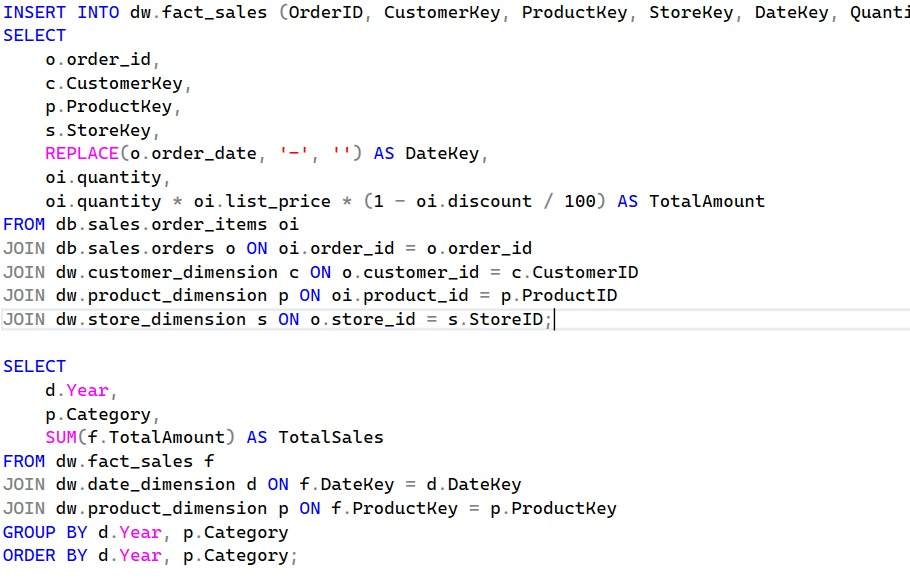 INSERT INTO dw.fact_sales (OrderID, CustomerKey, ProductKey, StoreKey, DateKey, Quanti
SELECT
    o.order_id,
    c.CustomerKey,
    p.ProductKey,
    s.StoreKey,
    REPLACE(o.order_date, '-', '') AS DateKey,
    oi.quantity,
    oi.quantity * oi.list_price * (1 - oi.discount / 100) AS TotalAmount
FROM db.sales.order_items oi
JOIN db.sales.orders o ON oi.order_id = o.order_id
JOIN dw.customer_dimension c ON o.customer_id = c.CustomerID
JOIN dw.product_dimension p ON oi.product_id = p.ProductID
JOIN dw.store_dimension s ON o.store_id = s.StoreID;
SELECT
    d.Year,
    p.Category,
    SUM(f.TotalAmount) AS TotalSales
FROM dw.fact_sales f
JOIN dw.date_dimension d ON f.DateKey = d.DateKey
JOIN dw.product_dimension p ON f.ProductKey = p.ProductKey
GROUP BY d.Year, p.Category
ORDER BY d.Year, p.Category;